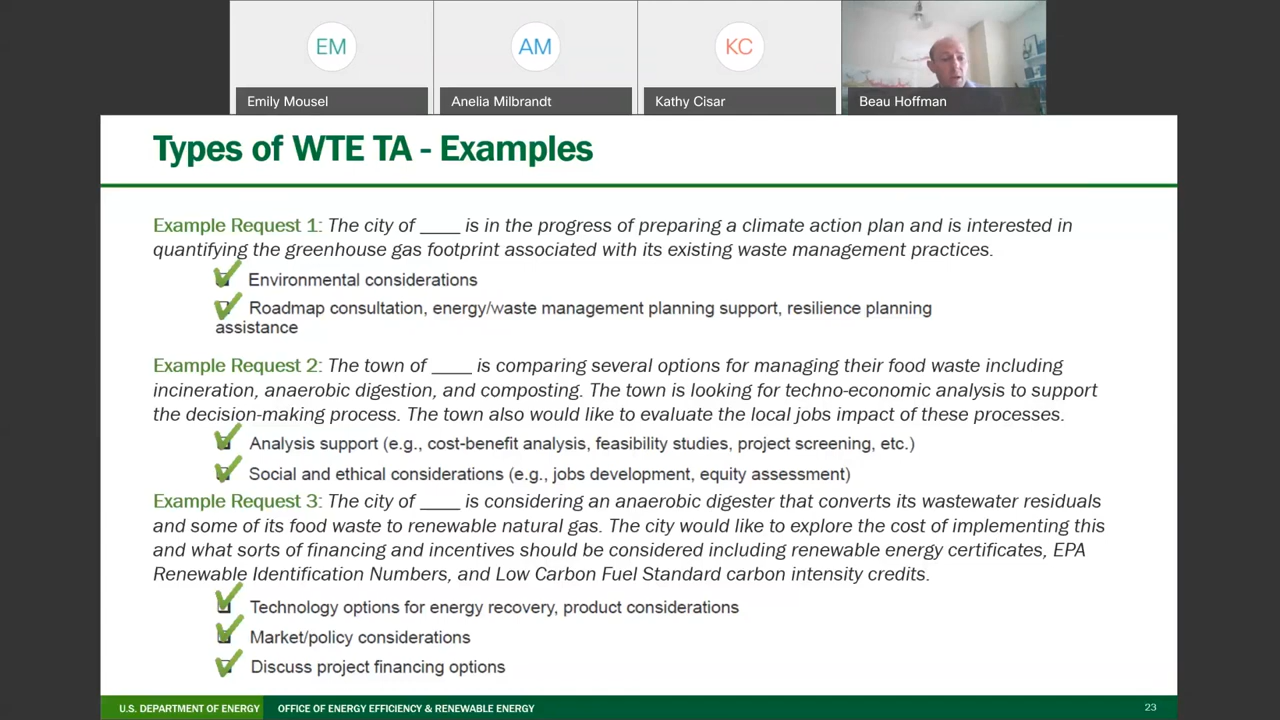 EM
AM
KC
Emily Mousel
Anelia Milbrandt
Kathy Cisar
Beau Hoffman
Types of WTE TA - Examples
Example Request 1: The city of ____ is in the progress of preparing a climate action plan and is interested in
quantifying the greenhouse gas footprint associated with its existing waste management practices.
Environmental considerations
Roadmap consultation, energy/waste management planning support, resilience planning
assistance
Example Request 2: The town of ____ is comparing several options for managing their food waste including
incineration, anaerobic digestion, and composting. The town is looking for techno-economic analysis to support
the decision-making process. The town also would like to evaluate the local jobs impact of these processes.
Analysis support (e.g., cost-benefit analysis, feasibility studies, project screening, etc.)
Social and ethical considerations (e.g., jobs development, equity assessment)
Example Request 3: The city of ____ is considering an anaerobic digester that converts its wastewater residuals
and some of its food waste to renewable natural gas. The city would like to explore the cost of implementing this
and what sorts of financing and incentives should be considered including renewable energy certificates, EPA
Renewable Identification Numbers, and Low Carbon Fuel Standard carbon intensity credits.
Technology options for energy recovery, product considerations
Market/policy considerations
Discuss project financing options
U.S. DEPARTMENT OF ENERGY OFFICE OF ENERGY EFFICIENCY & RENEWABLE ENERGY 23